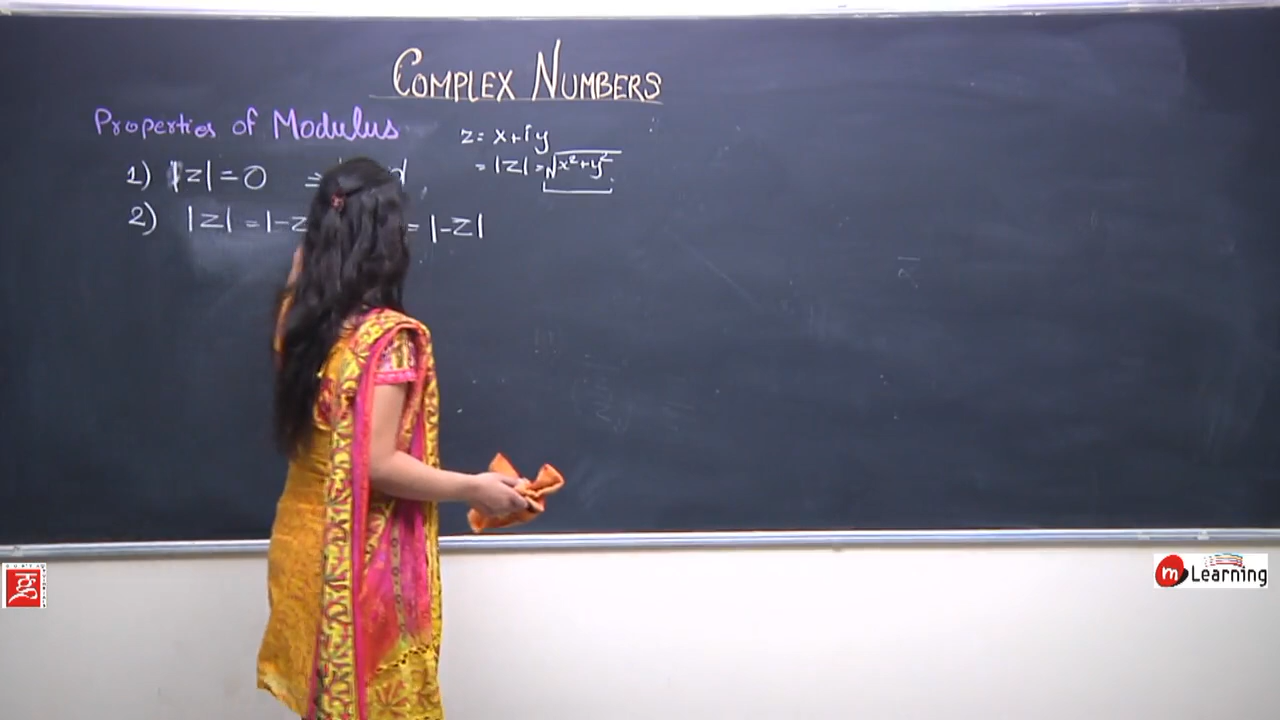 COMPLEX NUMBERS
Properties of Modulus
z = x+iy
= |z| = √x²+y²
1) |z| = 0 ⇒
2) |z| = |-z = |-z|
m Learning